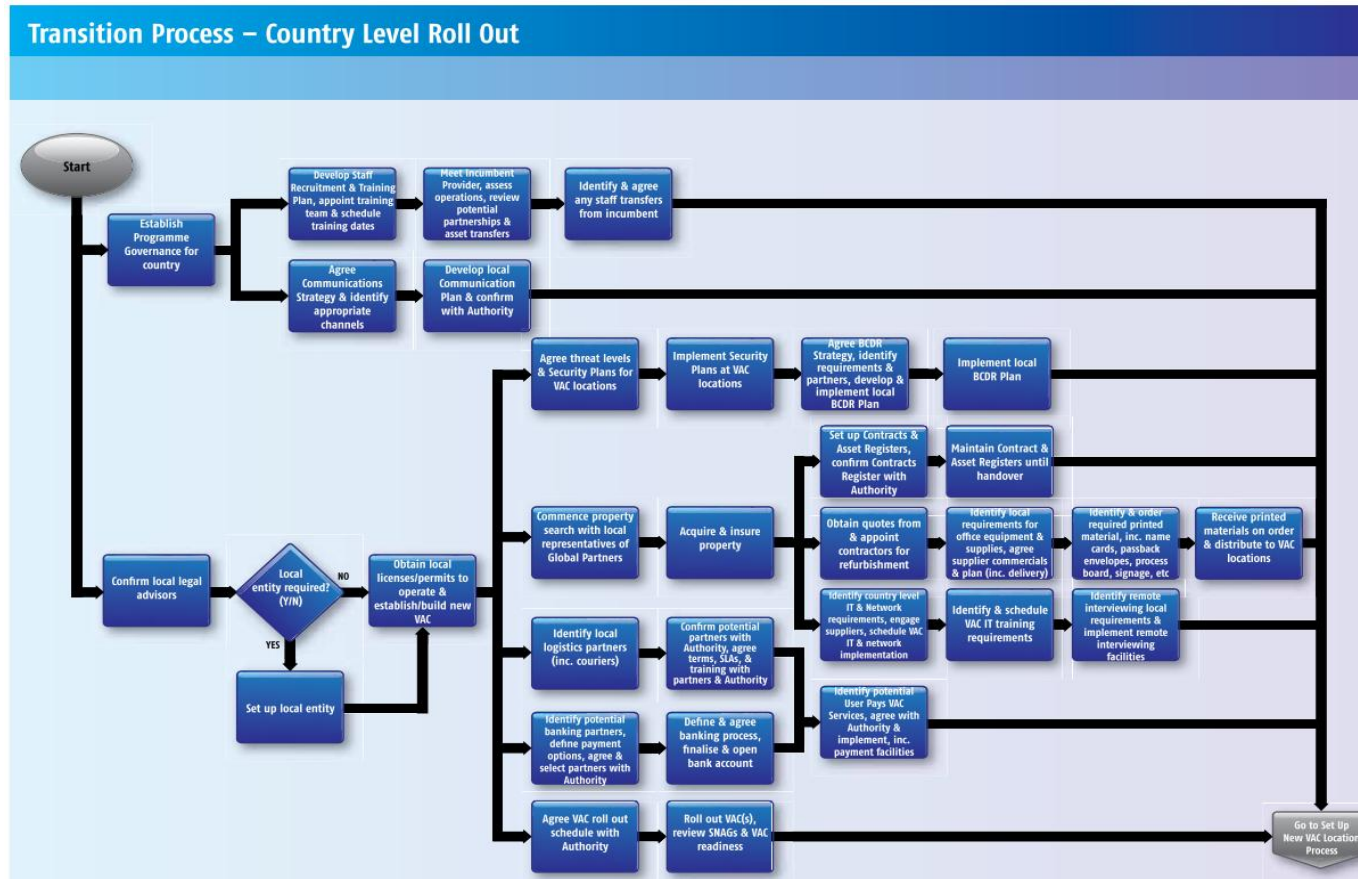 Transition Process – Country Level Roll Out
Start
Establish
Programme
Governance for
country
Develop Staff
Recruitment & Training
Plan, appoint training
team & schedule
training dates
Meet Incumbent
Provider, assess
operations, review
potential
partnerships &
asset transfers
Identify & agree
any staff transfers
from incumbent
Agree
Communications
Strategy & identify
appropriate
channels
Develop local
Communication
Plan & confirm
with Authority
Agree threat levels
& Security Plans for
VAC locations
Implement Security
Plans at VAC
locations
Agree BCDR
Strategy, identify
requirements &
partners, develop &
implement local
BCDR Plan
Implement local
BCDR Plan
Set up Contracts &
Asset Registers,
confirm Contracts
Register with
Authority
Maintain Contract &
Asset Registers until
handover
Commence property
search with local
representatives of
Global Partners
Acquire & insure
property
Obtain quotes from
& appoint
contractors for
refurbishment
Identify local
requirements for
office equipment &
supplies, agree
supplier commercials
& plan (inc. delivery)
Identify & order
required printed
material, inc. name
cards, passback
envelopes, process
board, signage, etc
Receive printed
materials on order
& distribute to VAC
locations
Confirm local legal
advisors
Local
entity required?
(Y/N)
NO
YES
Obtain local
licenses/permits to
operate &
establish/build new
VAC
Set up local entity
Identify country level
IT & Network
requirements, engage
suppliers, schedule VAC
IT & network
implementation
Identify & schedule
VAC IT training
requirements
Identify remote
interviewing local
requirements &
implement remote
interviewing
facilities
Identify local
logistics partners
(inc. couriers)
Confirm potential
partners with
Authority, agree
terms, SLAs, &
training with
partners & Authority
Identify potential
User Pays VAC
Services, agree with
Authority &
implement, inc.
payment facilities
Identify potential
banking partners,
define payment
options, agree &
select partners with
Authority
Define & agree
banking process,
finalise & open
bank account
Agree VAC roll out
schedule with
Authority
Roll out VAC(s),
review SNAGs & VAC
readiness
Go to Set Up
New VAC Location
Process